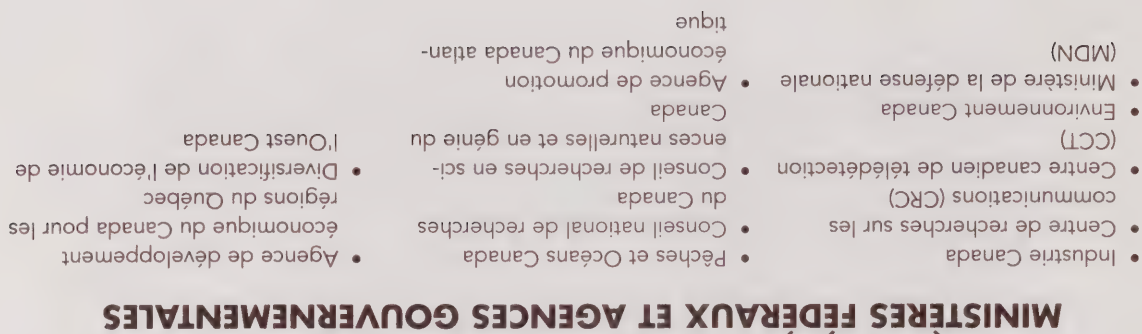 MINISTÈRES FÉDÉRAUX ET AGENCES GOUVERNEMENTALES
• Industrie Canada
• Centre de recherches sur les
communications (CRC)
• Centre canadien de télédétection
(CCT)
• Environnement Canada
• Ministère de la défense nationale
(MDN)
• Pêches et Océans Canada
• Conseil national de recherches
du Canada
• Conseil de recherches en sci-
ences naturelles et en génie du
Canada
• Agence de promotion
économique du Canada atlan-
tique
• Agence de développement
économique du Canada pour les
régions du Québec
• Diversification de l'économie de
l'Ouest Canada